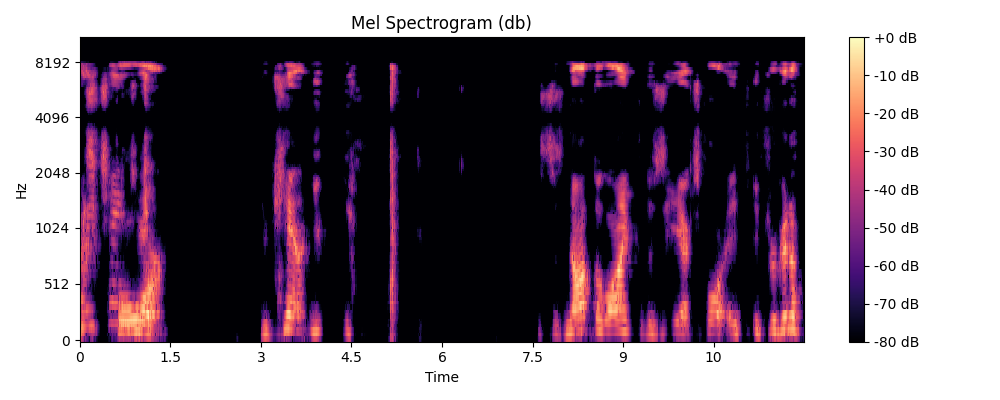 Mel Spectrogram (db)
8192
4096
2048
1024
512
0
Hz
0 1.5 3 4.5 6 7.5 9 10
Time
+0 dB
-10 dB
-20 dB
-30 dB
-40 dB
-50 dB
-60 dB
-70 dB
-80 dB